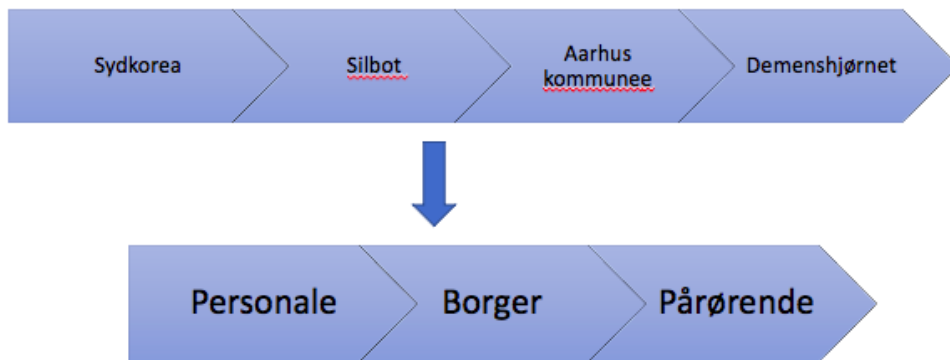 Sydkorea
Silbot
Aarhus
kommunee
Demenshjørnet
Personale
Borger
Pårørende